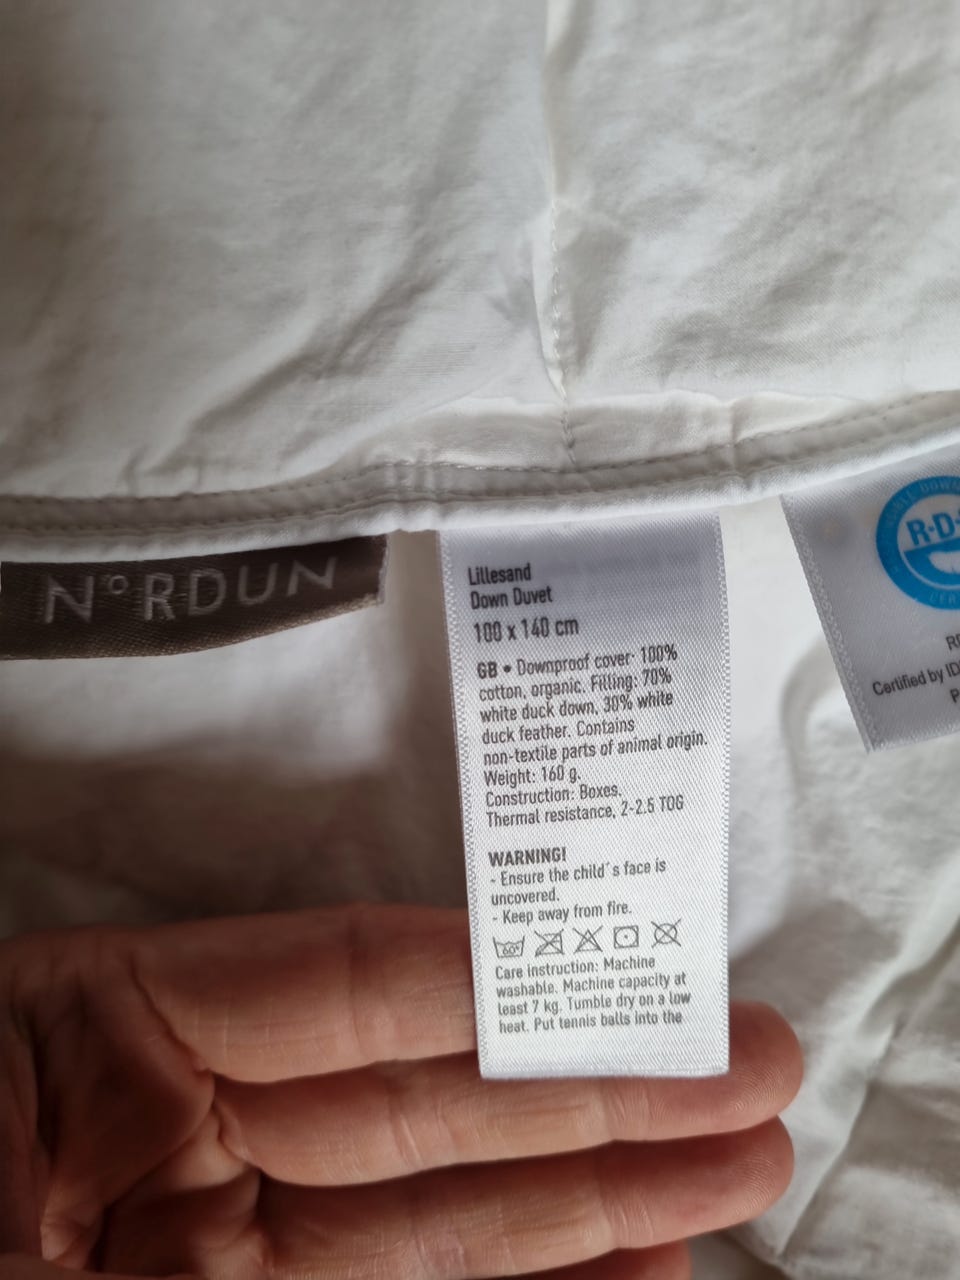 N°RDUN
Lillesand
Down Duvet
100 x 140 cm
GB • Downproof cover: 100%
cotton, organic. Filling: 70%
white duck down, 30% white
duck feather. Contains
non-textile parts of animal origin.
Weight: 160 g.
Construction: Boxes.
Thermal resistance, 2-2.5 TOG
WARNING!
- Ensure the child´s face is
uncovered.
- Keep away from fire.
60°
Care instruction: Machine
washable. Machine capacity at
least 7 kg. Tumble dry on a low
heat. Put tennis balls into the
DOWN
R·D
Certified by